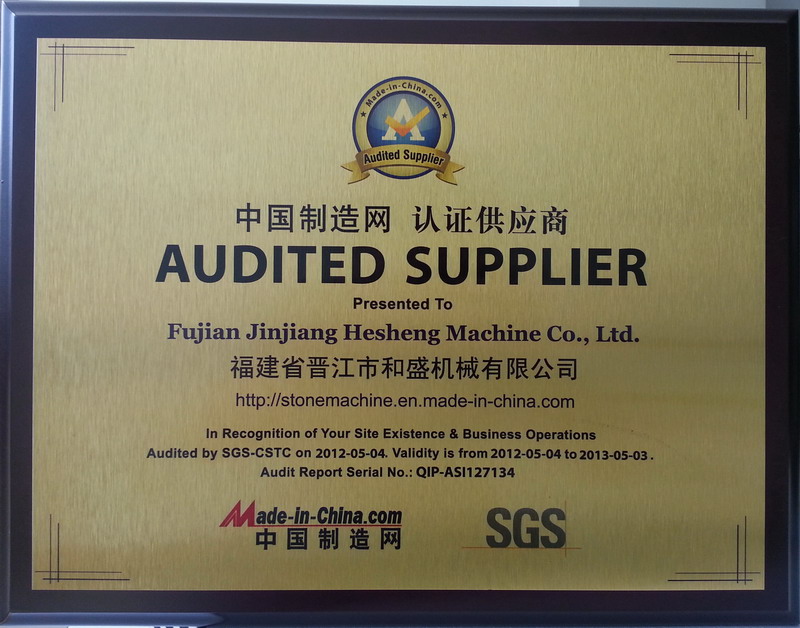 Made-in-China.com
A
Audited Supplier
中国制造网 认证供应商
AUDITED SUPPLIER
Presented To
Fujian Jinjiang Hesheng Machine Co., Ltd.
福建省晋江市和盛机械有限公司
http://stonemachine.en.made-in-china.com
In Recognition of Your Site Existence & Business Operations
Audited by SGS-CSTC on 2012-05-04. Validity is from 2012-05-04 to 2013-05-03 .
Audit Report Serial No.: QIP-ASI127134
Made-in-China.com
中国制造网
SGS